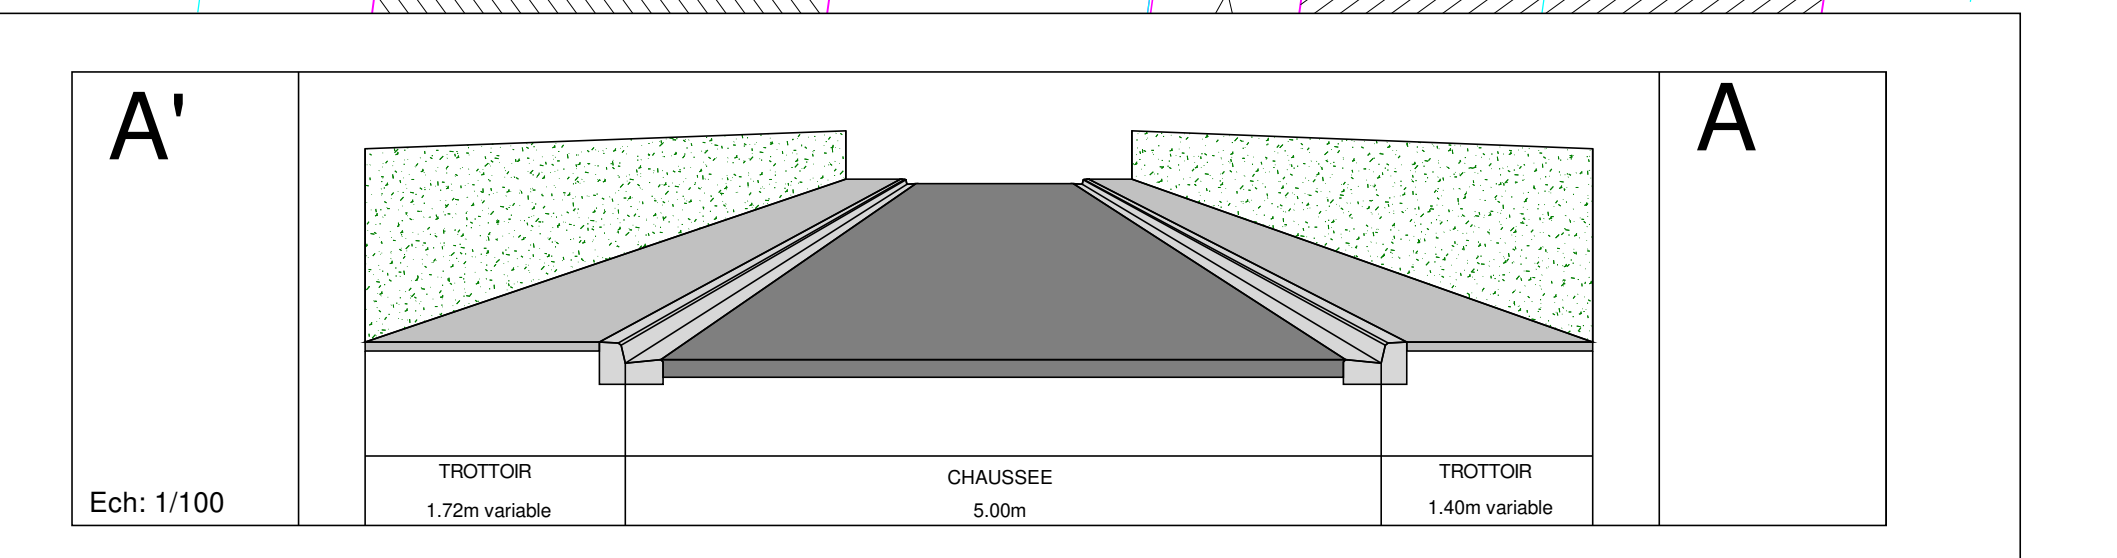 A'
A
Ech: 1/100
TROTTOIR
1.72m variable
CHAUSSEE
5.00m
TROTTOIR
1.40m variable